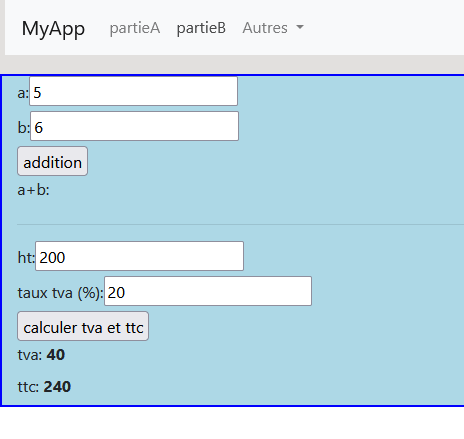 MyApp partieA partieB Autres
a: 5
b: 6
addition
a+b:
ht: 200
taux tva (%): 20
calculer tva et ttc
tva: 40
ttc: 240